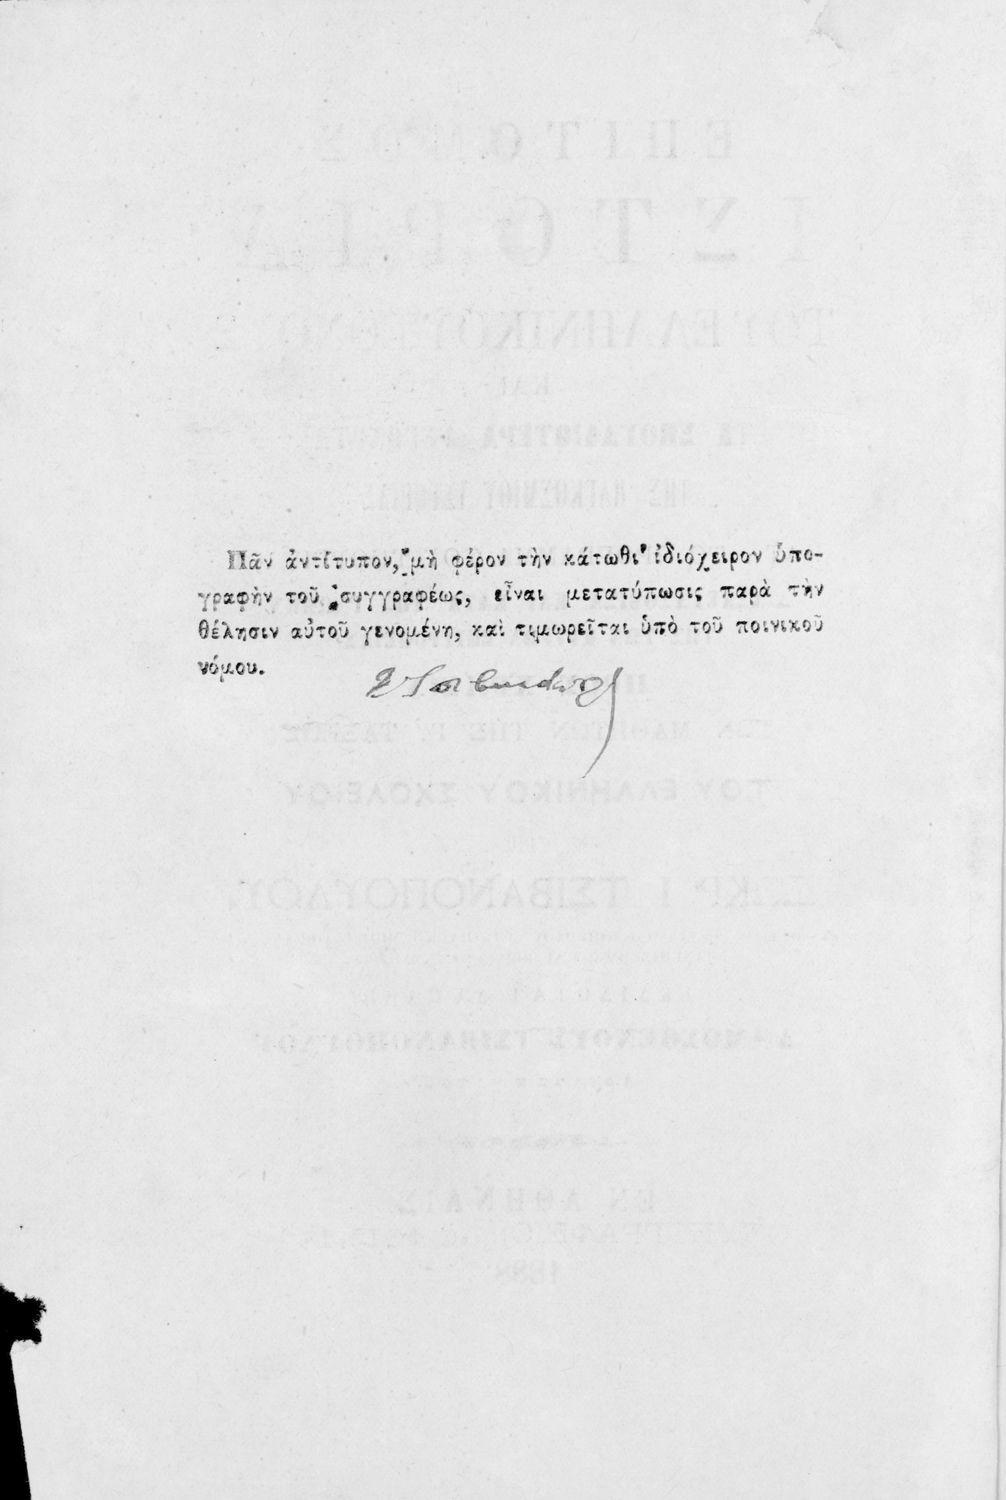 Πᾶν ἀντίτυπον, μὴ φέρον τὴν κάτωθι ἰδιόχειρον ὑπο-
γραφὴν τοῦ συγγραφέως, εἶναι μετατύπωσις παρὰ τὴν
θέλησιν αὐτοῦ γενομένη, καὶ τιμωρεῖται ὑπὸ τοῦ ποινικοῦ
νόμου.